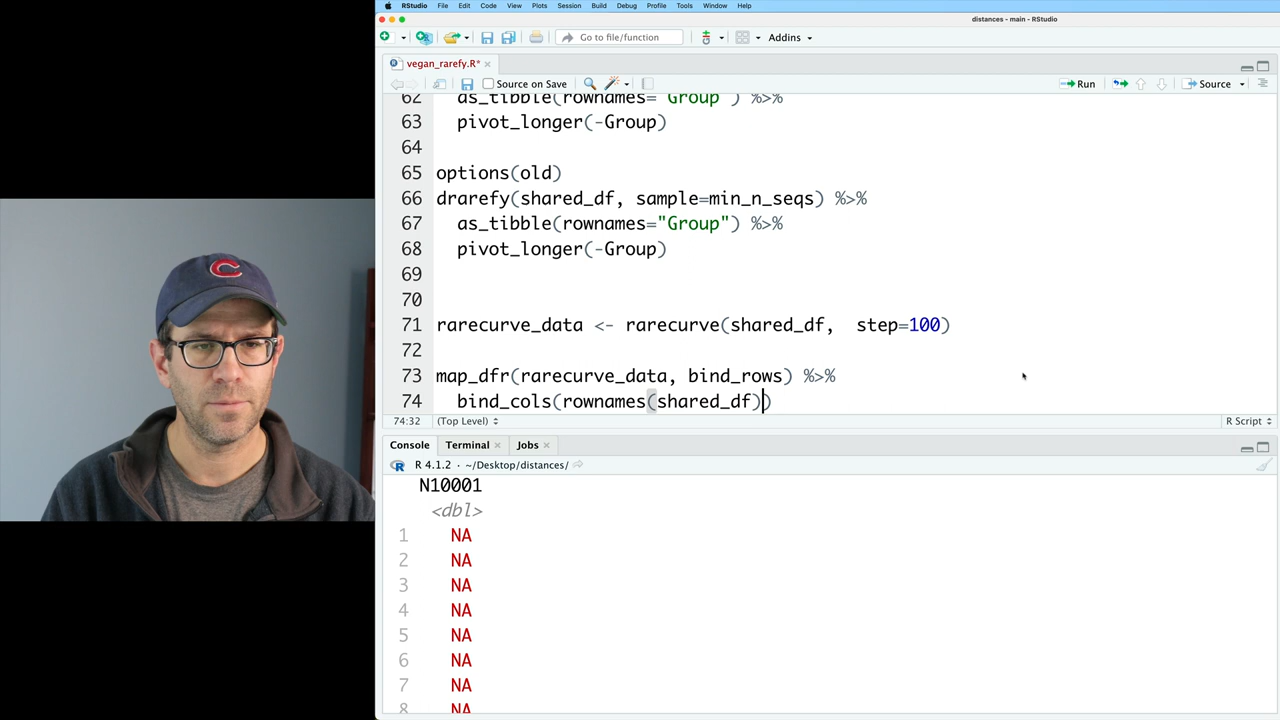 RStudio File Edit Code View Plots Session Build Debug Profile Tools Window Help
distances - main - RStudio
Go to file/function Addins
vegan_rarefy.R*
Source on Save Run Source
62 as_tibble(rownames="Group") %>%
63 pivot_longer(-Group)
64
65 options(old)
66 drarefy(shared_df, sample=min_n_seqs) %>%
67 as_tibble(rownames="Group") %>%
68 pivot_longer(-Group)
69
70
71 rarecurve_data <- rarecurve(shared_df,  step=100)
72
73 map_dfr(rarecurve_data, bind_rows) %>%
74 bind_cols(rownames(shared_df))
74:32 (Top Level) R Script
Console Terminal Jobs
R 4.1.2 · ~/Desktop/distances/
N10001
<dbl>
1 NA
2 NA
3 NA
4 NA
5 NA
6 NA
7 NA
8 NA
C